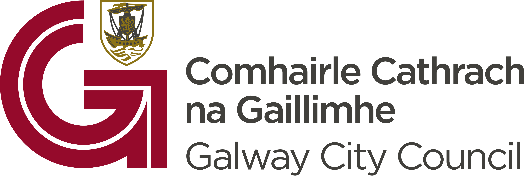 Comhairle Cathrach
na Gaillimhe
Galway City Council